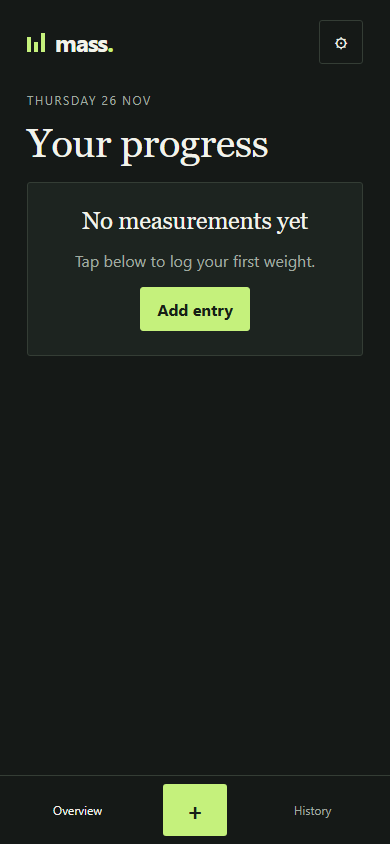 mass.
THURSDAY 26 NOV
Your progress
No measurements yet
Tap below to log your first weight.
Add entry
Overview
+
History